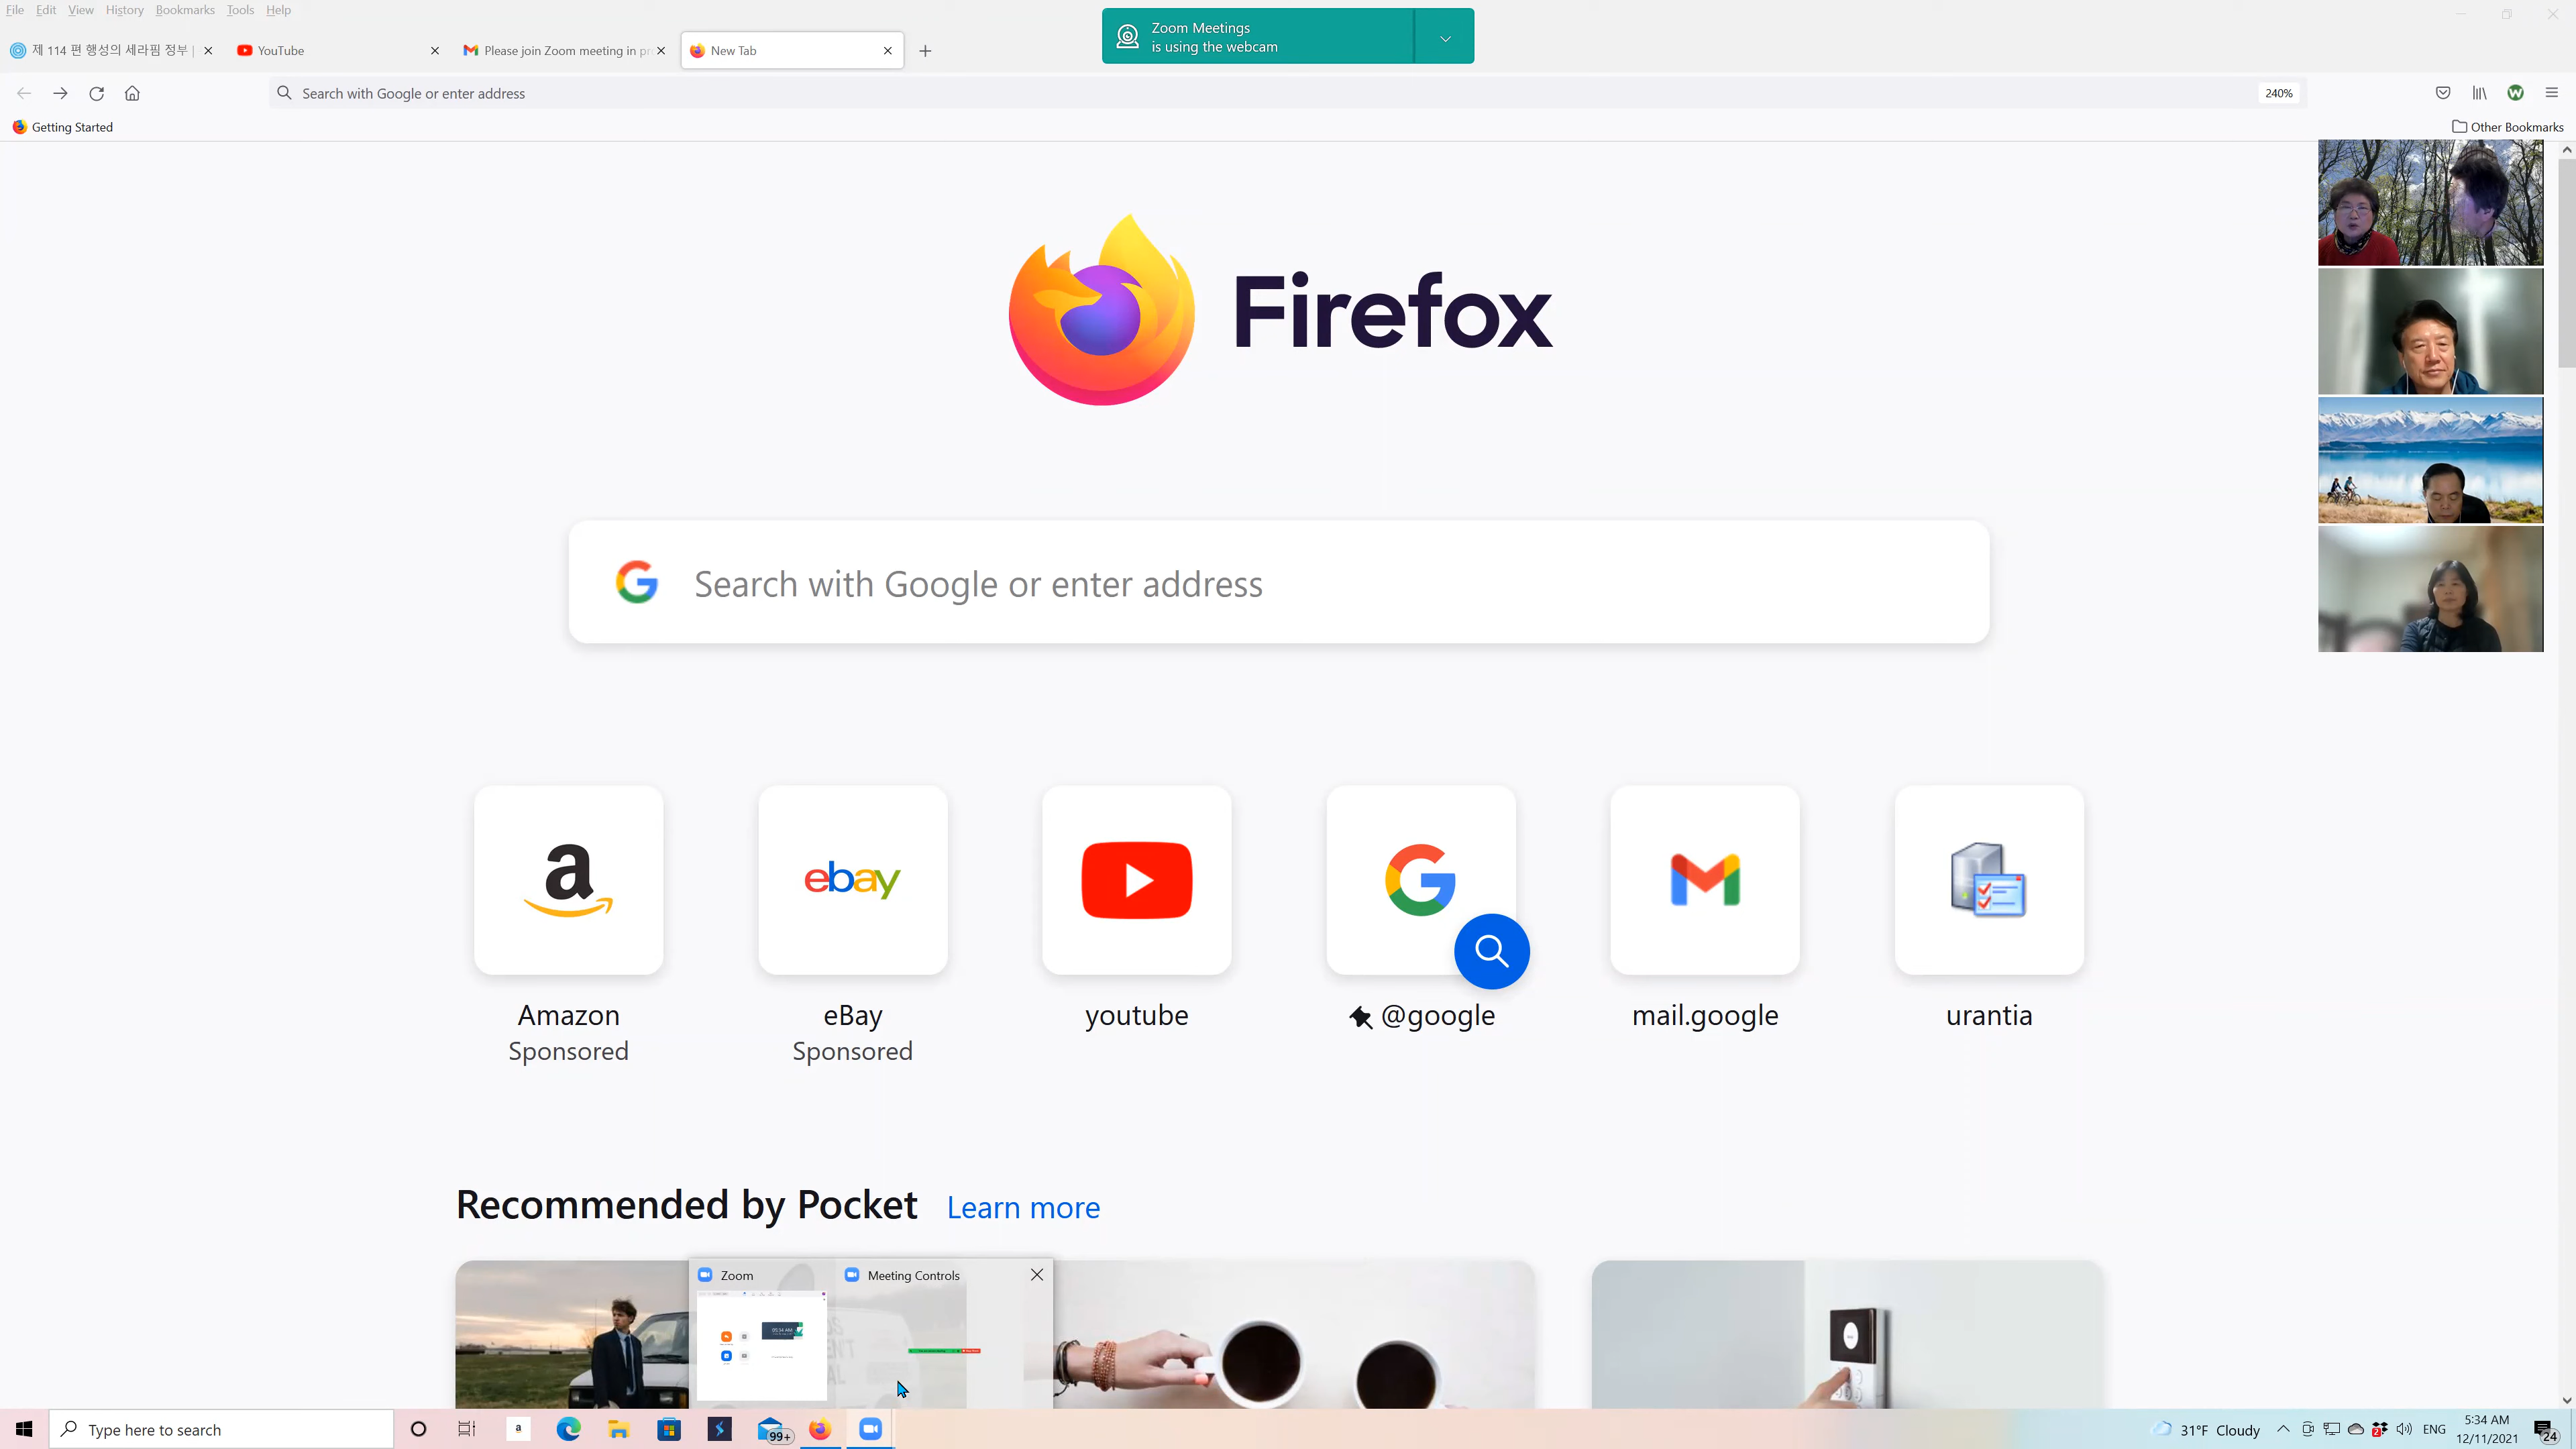 File Edit View History Bookmarks Tools Help
Zoom Meetings
is using the webcam
제 114 편 행성의 세라핌 정부 |
YouTube
Please join Zoom meeting in pr
New Tab
Search with Google or enter address
240%
Getting Started
Other Bookmarks
Firefox
Search with Google or enter address
ebay
Amazon
Sponsored
eBay
Sponsored
youtube
@google
mail.google
urantia
Recommended by Pocket Learn more
Zoom
Meeting Controls
Type here to search
99+
31°F Cloudy
2
ENG
5:34 AM
12/11/2021
24